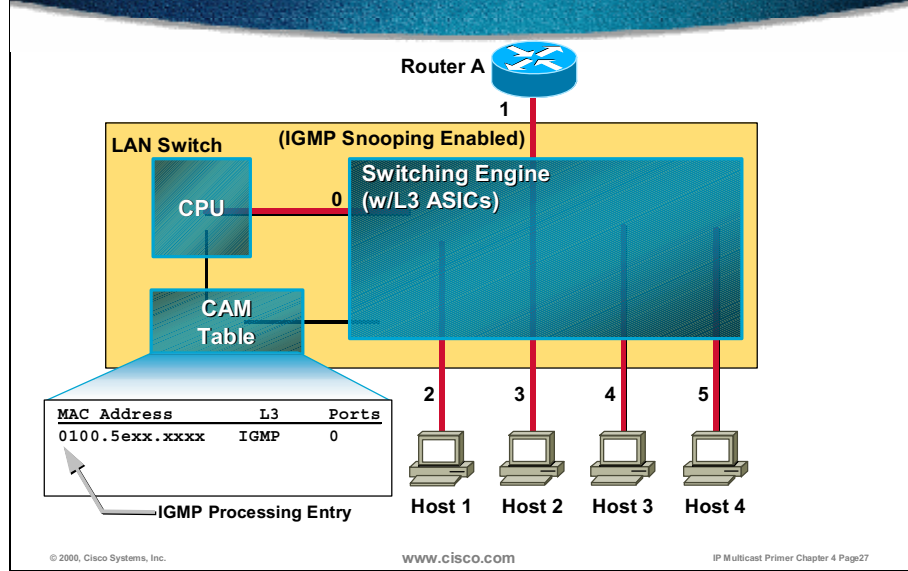 Router A
1
LAN Switch
(IGMP Snooping Enabled)
Switching Engine
(w/L3 ASICs)
CPU
0
CAM
Table
2
3
4
5
MAC Address L3 Ports
0100.5exx.xxxx IGMP 0
IGMP Processing Entry
Host 1
Host 2
Host 3
Host 4
© 2000, Cisco Systems, Inc.
www.cisco.com
IP Multicast Primer Chapter 4 Page27